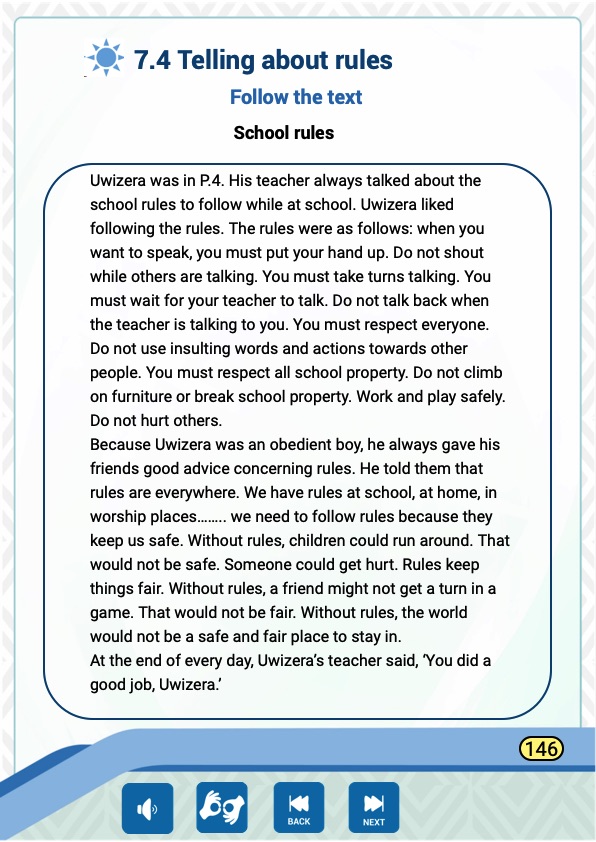 7.4 Telling about rules
Follow the text
School rules
Uwizera was in P.4. His teacher always talked about the
school rules to follow while at school. Uwizera liked
following the rules. The rules were as follows: when you
want to speak, you must put your hand up. Do not shout
while others are talking. You must take turns talking. You
must wait for your teacher to talk. Do not talk back when
the teacher is talking to you. You must respect everyone.
Do not use insulting words and actions towards other
people. You must respect all school property. Do not climb
on furniture or break school property. Work and play safely.
Do not hurt others.
Because Uwizera was an obedient boy, he always gave his
friends good advice concerning rules. He told them that
rules are everywhere. We have rules at school, at home, in
worship places…….. we need to follow rules because they
keep us safe. Without rules, children could run around. That
would not be safe. Someone could get hurt. Rules keep
things fair. Without rules, a friend might not get a turn in a
game. That would not be fair. Without rules, the world
would not be a safe and fair place to stay in.
At the end of every day, Uwizera’s teacher said, ‘You did a
good job, Uwizera.’
146
BACK
NEXT